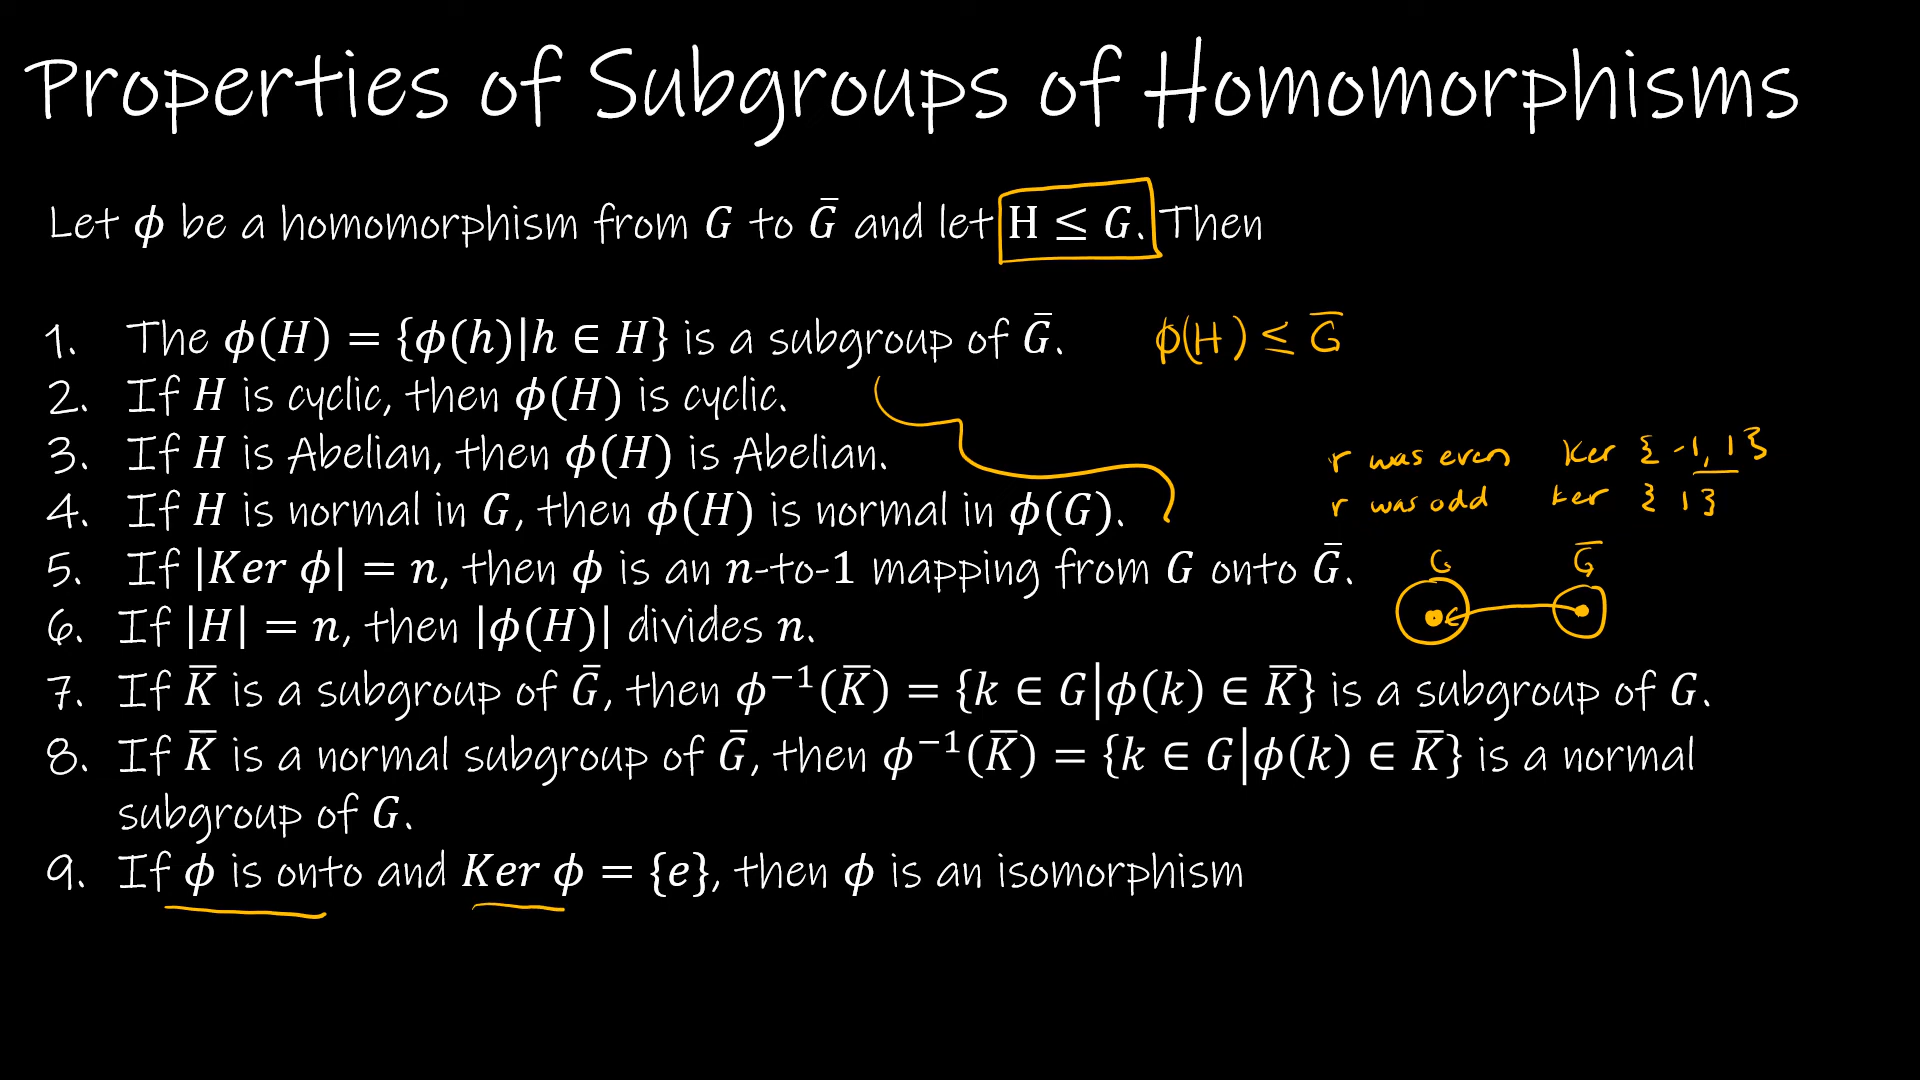 Properties of Subgroups of Homomorphisms
Let ϕ be a homomorphism from G to G̅ and let H ≤ G. Then
1. The ϕ(H) = {ϕ(h)|h ∈ H} is a subgroup of G̅. ϕ(H) ≤ G̅
2. If H is cyclic, then ϕ(H) is cyclic.
3. If H is Abelian, then ϕ(H) is Abelian.
r was even Ker {-1, 1}
4. If H is normal in G, then ϕ(H) is normal in ϕ(G).
r was odd ker {1}
5. If |Ker ϕ| = n, then ϕ is an n-to-1 mapping from G onto G̅.
G G̅
6. If |H| = n, then |ϕ(H)| divides n.
7. If K̅ is a subgroup of G̅, then ϕ⁻¹(K̅) = {k ∈ G|ϕ(k) ∈ K̅} is a subgroup of G.
8. If K̅ is a normal subgroup of G̅, then ϕ⁻¹(K̅) = {k ∈ G|ϕ(k) ∈ K̅} is a normal
subgroup of G.
9. If ϕ is onto and Ker ϕ = {e}, then ϕ is an isomorphism